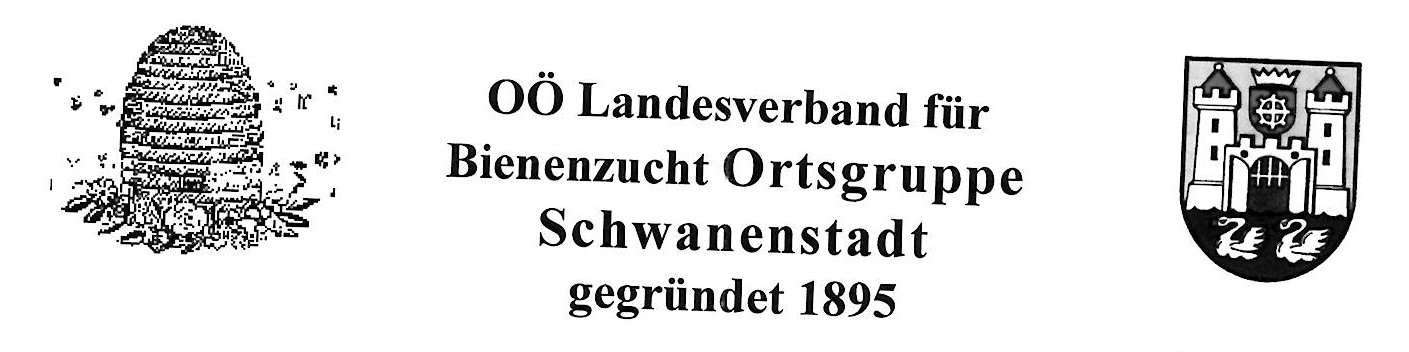 OÖ Landesverband für
Bienenzucht Ortsgruppe
Schwanenstadt
gegründet 1895